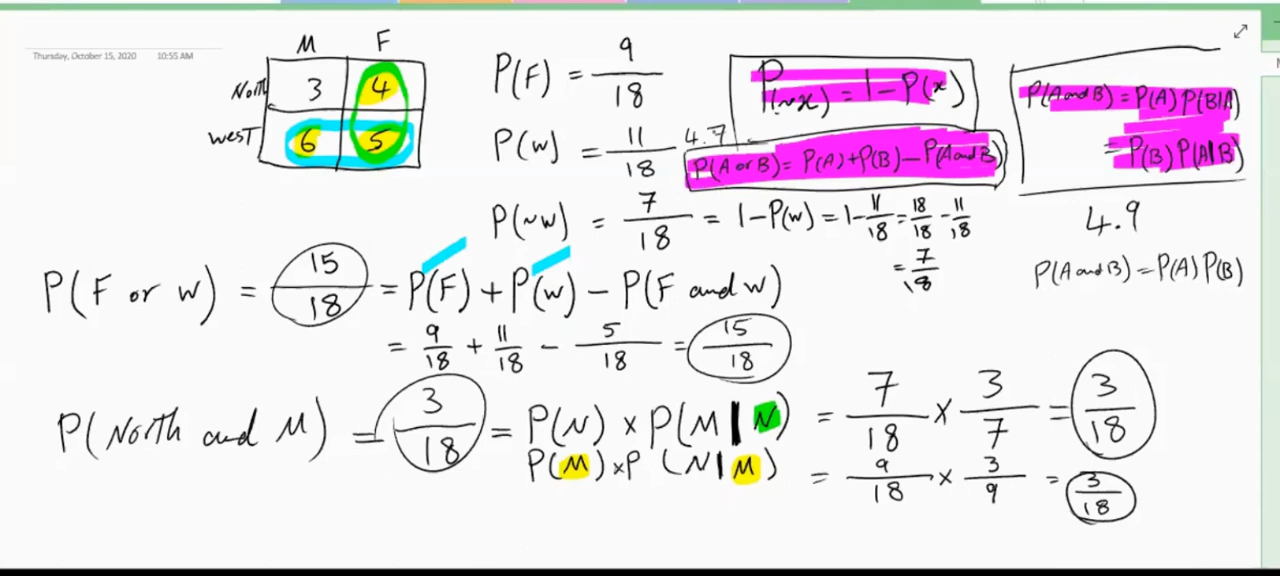 Thursday, October 15, 2020 10:55 AM
M F
North 3 4
West 6 5
P(F) = 9/18
P(W) = 11/18
P(~W) = 7/18 = 1-P(W) = 1-11/18 = 18/18 - 11/18
= 7/18
P(~x) = 1-P(x)
4.7
P(A or B) = P(A)+P(B)-P(A and B)
P(A and B) = P(A) P(B|A)
= P(B) P(A|B)
4.9
P(A and B) = P(A) P(B)
P(F or W) = 15/18 = P(F) + P(W) - P(F and W)
= 9/18 + 11/18 - 5/18 = 15/18
P(North and M) = 3/18 = P(N) × P(M|N) = 7/18 × 3/7 = 3/18
P(M) × P(N|M) = 9/18 × 3/9 = 3/18